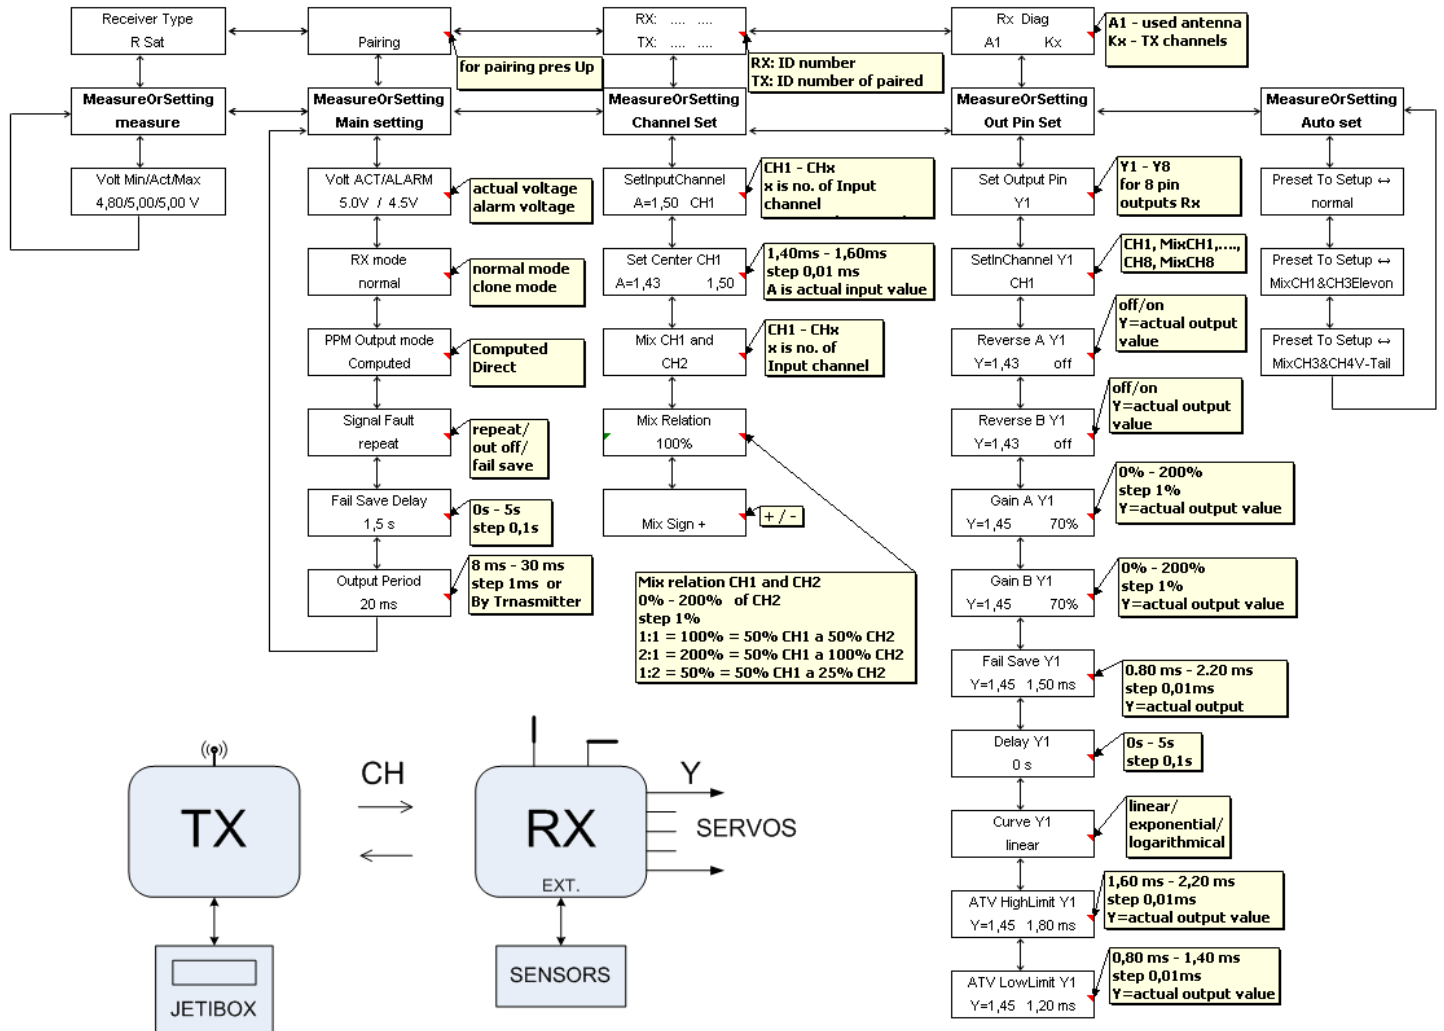 Receiver Type
R Sat
Pairing
for pairing pres Up
RX: .... ....
TX: .... ....
RX: ID number
TX: ID number of paired
Rx Diag
A1 Kx
A1 - used antenna
Kx - TX channels
MeasureOrSetting
measure
MeasureOrSetting
Main setting
MeasureOrSetting
Channel Set
MeasureOrSetting
Out Pin Set
MeasureOrSetting
Auto set
Volt Min/Act/Max
4,80/5,00/5,00 V
Volt ACT/ALARM
5.0V / 4.5V
actual voltage
alarm voltage
RX mode
normal
normal mode
clone mode
PPM Output mode
Computed
Computed
Direct
Signal Fault
repeat
repeat/
out off/
fail save
Fail Save Delay
1,5 s
0s - 5s
step 0,1s
Output Period
20 ms
8 ms - 30 ms
step 1ms or
By Trnasmitter
SetInputChannel
A=1,50 CH1
CH1 - CHx
x is no. of Input
channel
Set Center CH1
A=1,43 1,50
1,40ms - 1,60ms
step 0,01 ms
A is actual input value
Mix CH1 and
CH2
CH1 - CHx
x is no. of
Input channel
Mix Relation
100%
Mix Sign +
+ / -
Mix relation CH1 and CH2
0% - 200% of CH2
step 1%
1:1 = 100% = 50% CH1 a 50% CH2
2:1 = 200% = 50% CH1 a 100% CH2
1:2 = 50% = 50% CH1 a 25% CH2
Set Output Pin
Y1
Y1 - Y8
for 8 pin
outputs Rx
SetInChannel Y1
CH1
CH1, MixCH1,....,
CH8, MixCH8
Reverse A Y1
Y=1,43 off
off/on
Y=actual output
value
Reverse B Y1
Y=1,43 off
off/on
Y=actual output
value
Gain A Y1
Y=1,45 70%
0% - 200%
step 1%
Y=actual output value
Gain B Y1
Y=1,45 70%
0% - 200%
step 1%
Y=actual output value
Fail Save Y1
Y=1,45 1,50 ms
0.80 ms - 2.20 ms
step 0,01ms
Y=actual output
Delay Y1
0 s
0s - 5s
step 0,1s
Curve Y1
linear
linear/
exponential/
logarithmical
ATV HighLimit Y1
Y=1,45 1,80 ms
1,60 ms - 2,20 ms
step 0,01ms
Y=actual output value
ATV LowLimit Y1
Y=1,45 1,20 ms
0,80 ms - 1,40 ms
step 0,01ms
Y=actual output value
Preset To Setup ↔
normal
Preset To Setup ↔
MixCH1&CH3Elevon
Preset To Setup ↔
MixCH3&CH4V-Tail
TX
CH
RX
EXT.
Y
SERVOS
JETIBOX
SENSORS